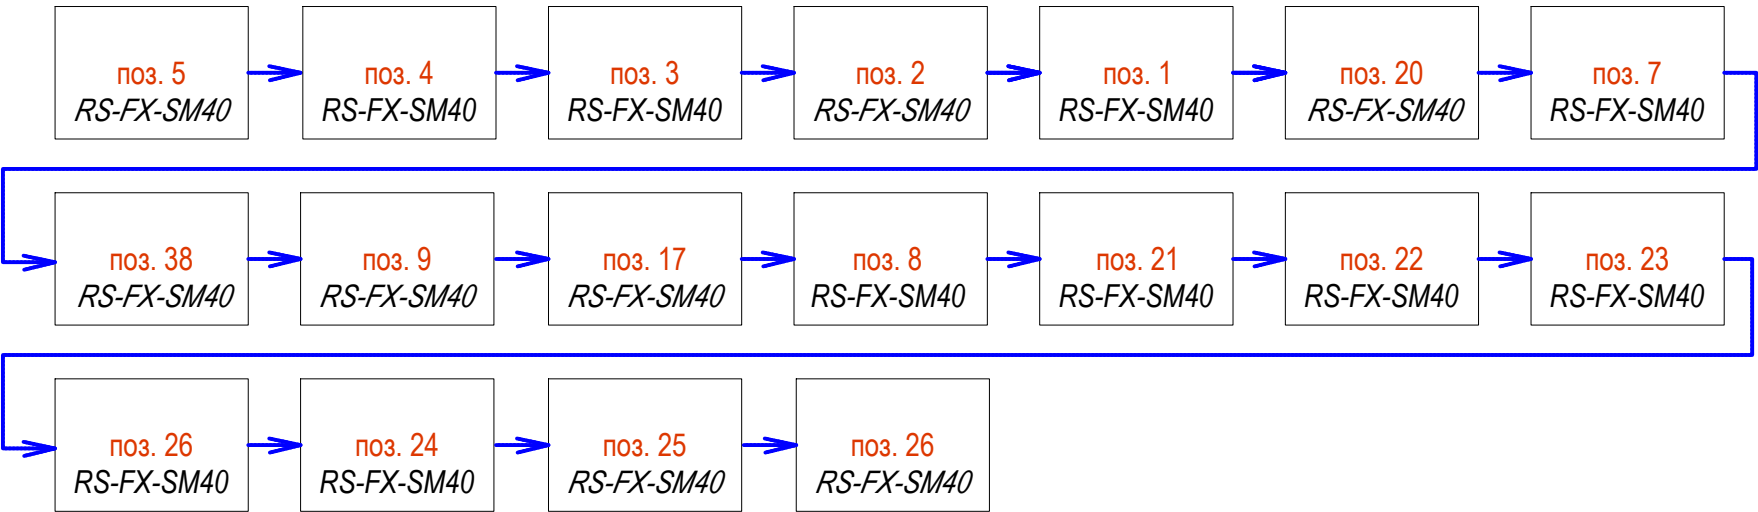 поз. 5
RS-FX-SM40
поз. 4
RS-FX-SM40
поз. 3
RS-FX-SM40
поз. 2
RS-FX-SM40
поз. 1
RS-FX-SM40
поз. 20
RS-FX-SM40
поз. 7
RS-FX-SM40
поз. 38
RS-FX-SM40
поз. 9
RS-FX-SM40
поз. 17
RS-FX-SM40
поз. 8
RS-FX-SM40
поз. 21
RS-FX-SM40
поз. 22
RS-FX-SM40
поз. 23
RS-FX-SM40
поз. 26
RS-FX-SM40
поз. 24
RS-FX-SM40
поз. 25
RS-FX-SM40
поз. 26
RS-FX-SM40